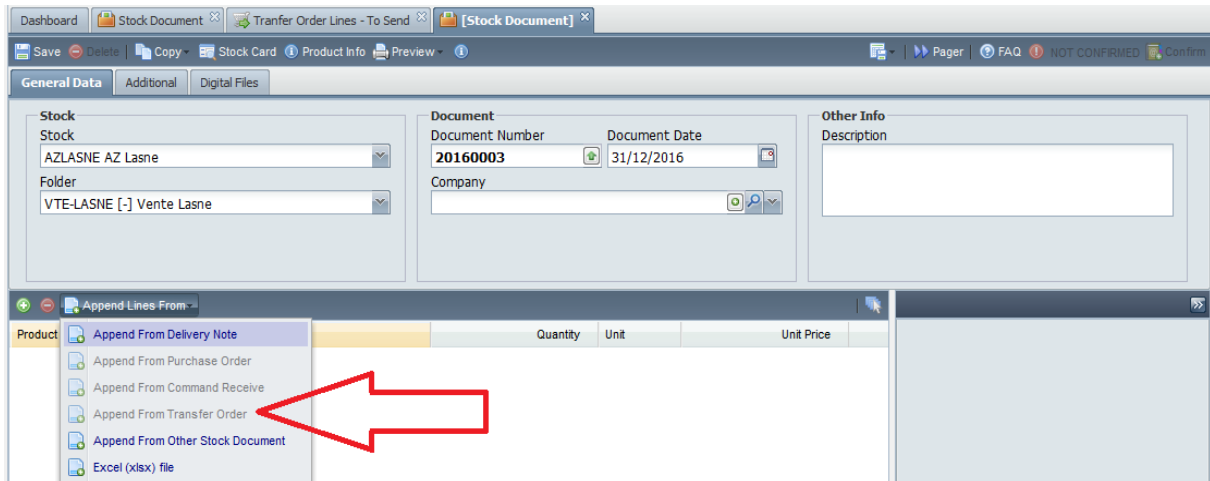 Dashboard Stock Document Tranfer Order Lines - To Send [Stock Document]
Save Delete Copy Stock Card Product Info Preview Pager FAQ NOT CONFIRMED Confirm
General Data Additional Digital Files
Stock Document Other Info
Stock Document Number Document Date Description
AZLASNE AZ Lasne 20160003 31/12/2016
Folder Company
VTE-LASNE [-] Vente Lasne
Append Lines From
Product Quantity Unit Unit Price
Append From Delivery Note
Append From Purchase Order
Append From Command Receive
Append From Transfer Order
Append From Other Stock Document
Excel (xlsx) file